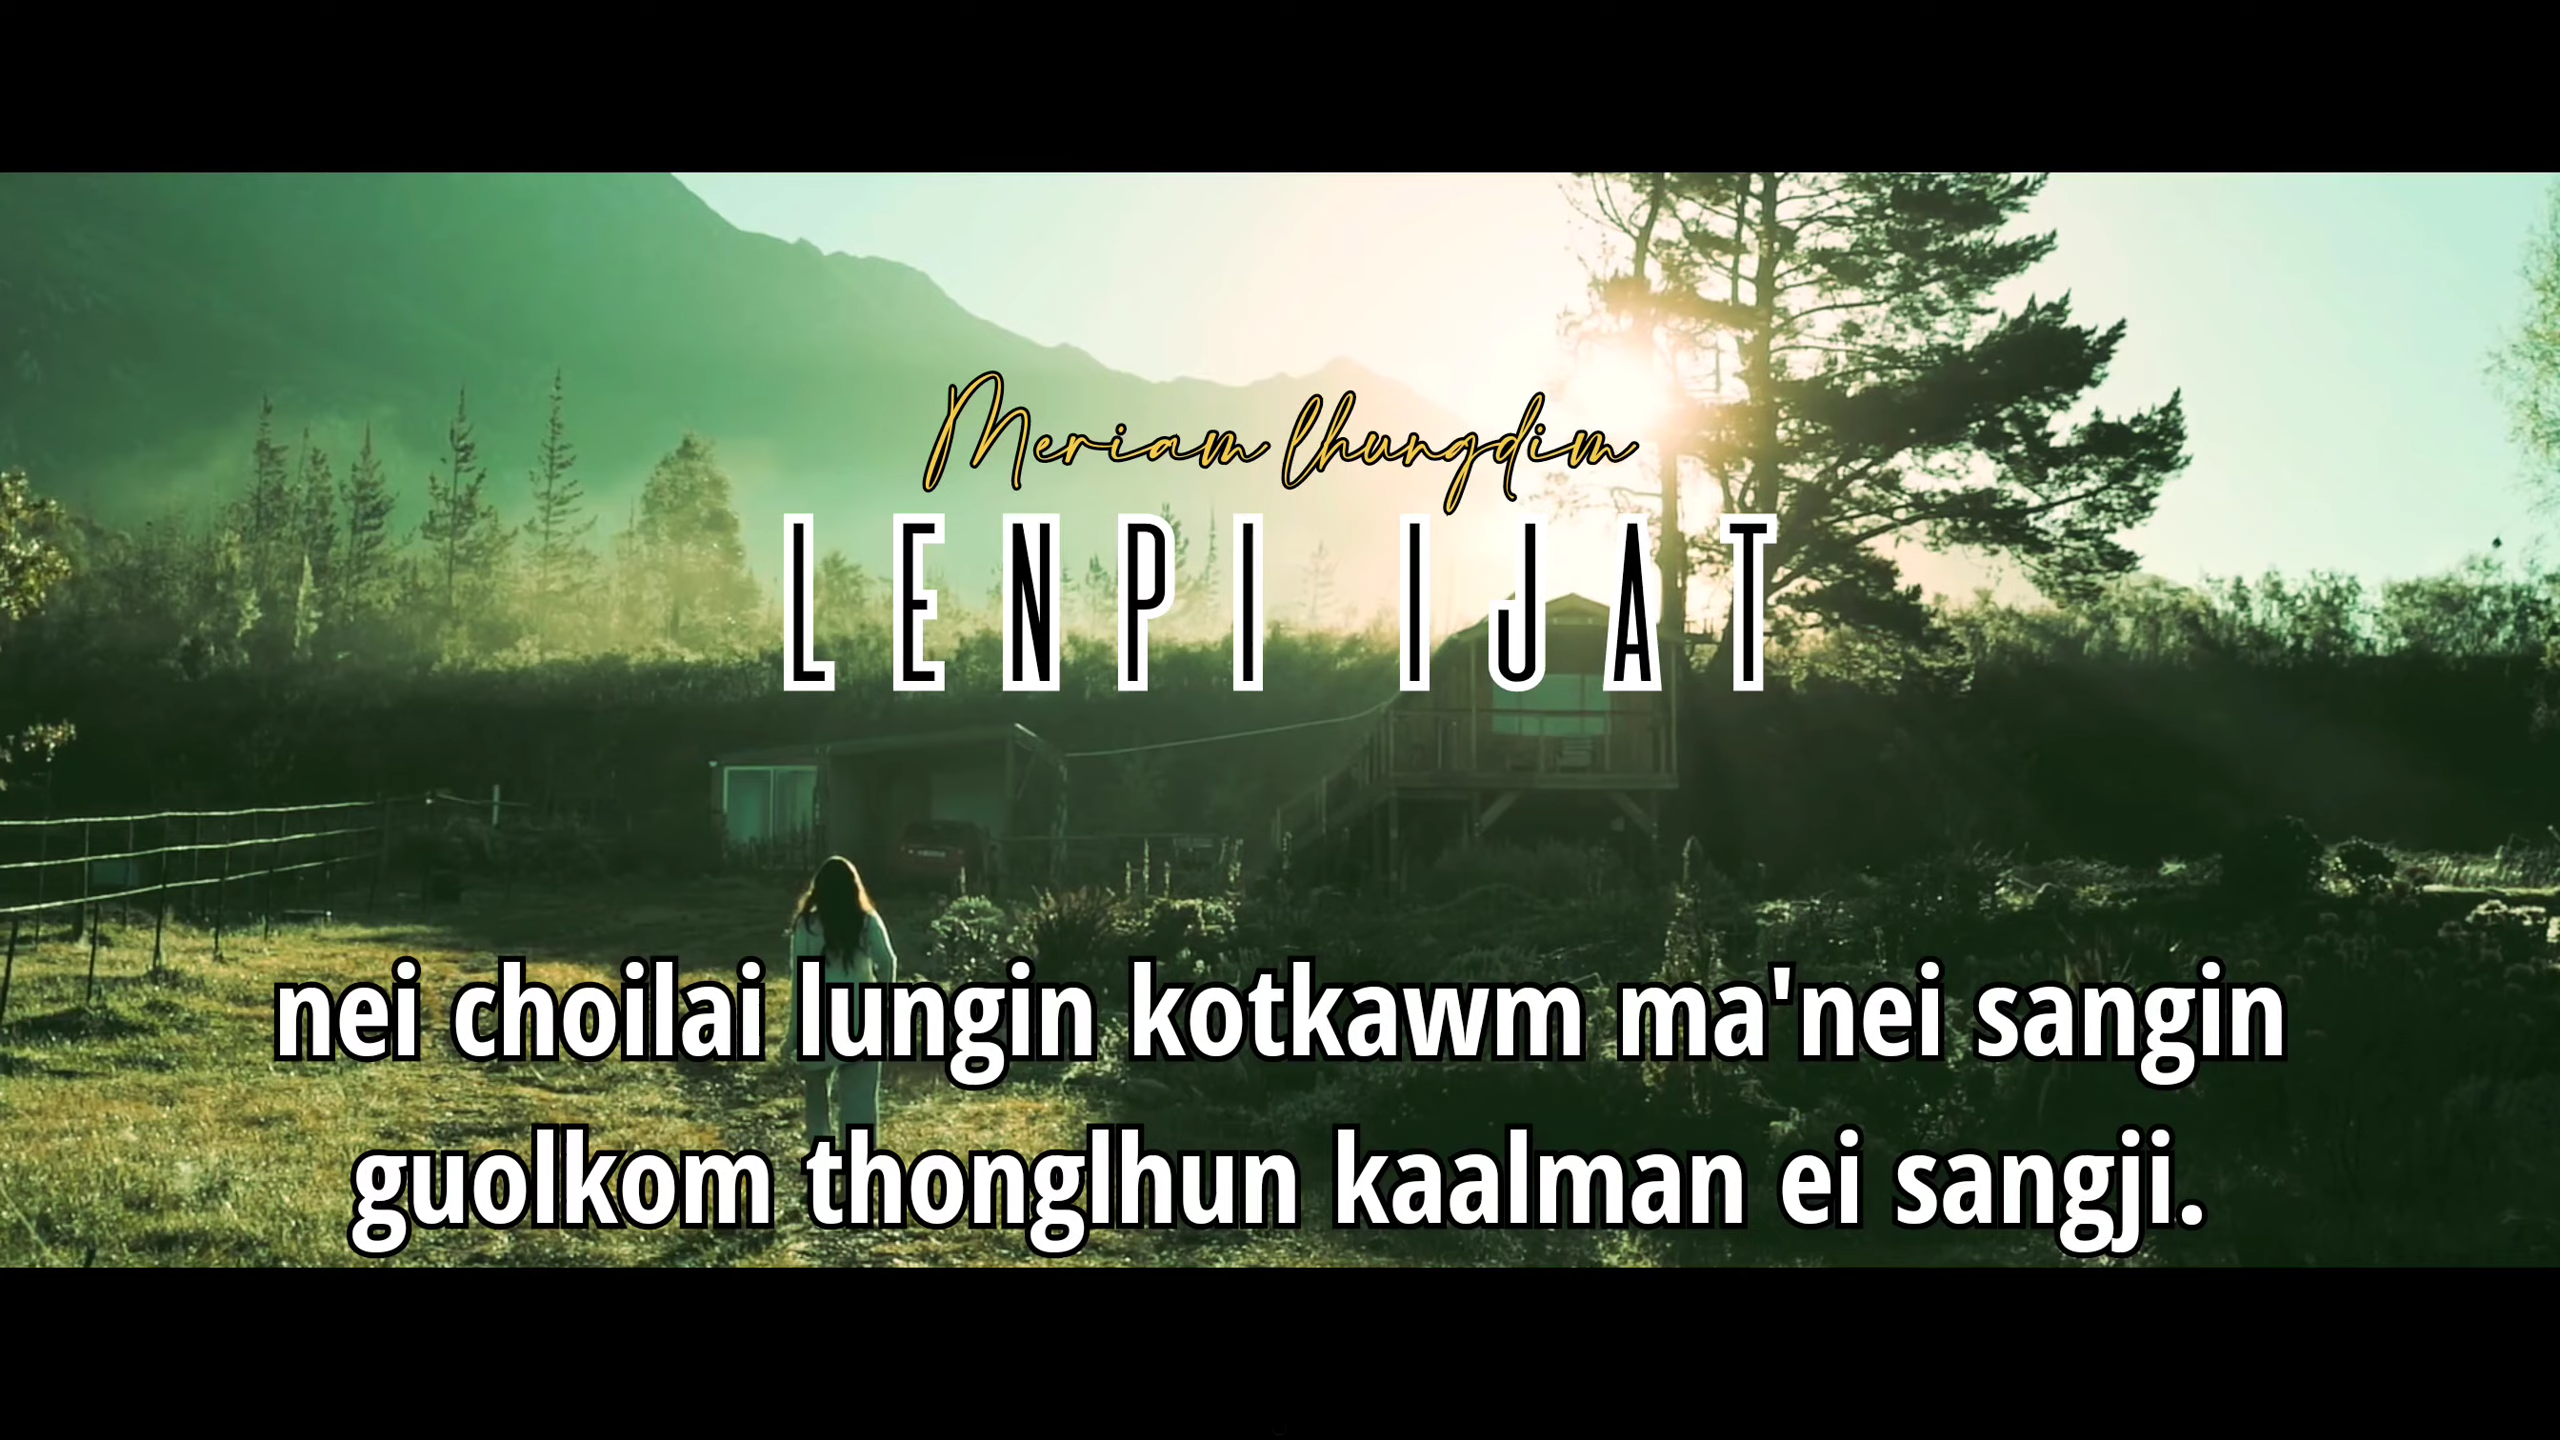 Meriam lhungdim
LENPI IJAT
nei choilai lungin kotkawm ma'nei sangin
guolkom thonglhun kaalman ei sangji.